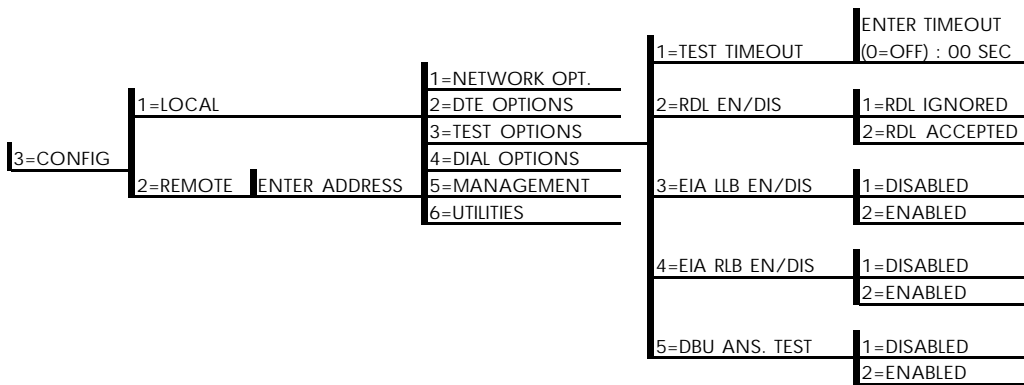 3=CONFIG
1=LOCAL
2=REMOTE
ENTER ADDRESS
1=NETWORK OPT.
2=DTE OPTIONS
3=TEST OPTIONS
4=DIAL OPTIONS
5=MANAGEMENT
6=UTILITIES
1=TEST TIMEOUT
ENTER TIMEOUT
(0=OFF) : 00 SEC
2=RDL EN/DIS
1=RDL IGNORED
2=RDL ACCEPTED
3=EIA LLB EN/DIS
1=DISABLED
2=ENABLED
4=EIA RLB EN/DIS
1=DISABLED
2=ENABLED
5=DBU ANS. TEST
1=DISABLED
2=ENABLED